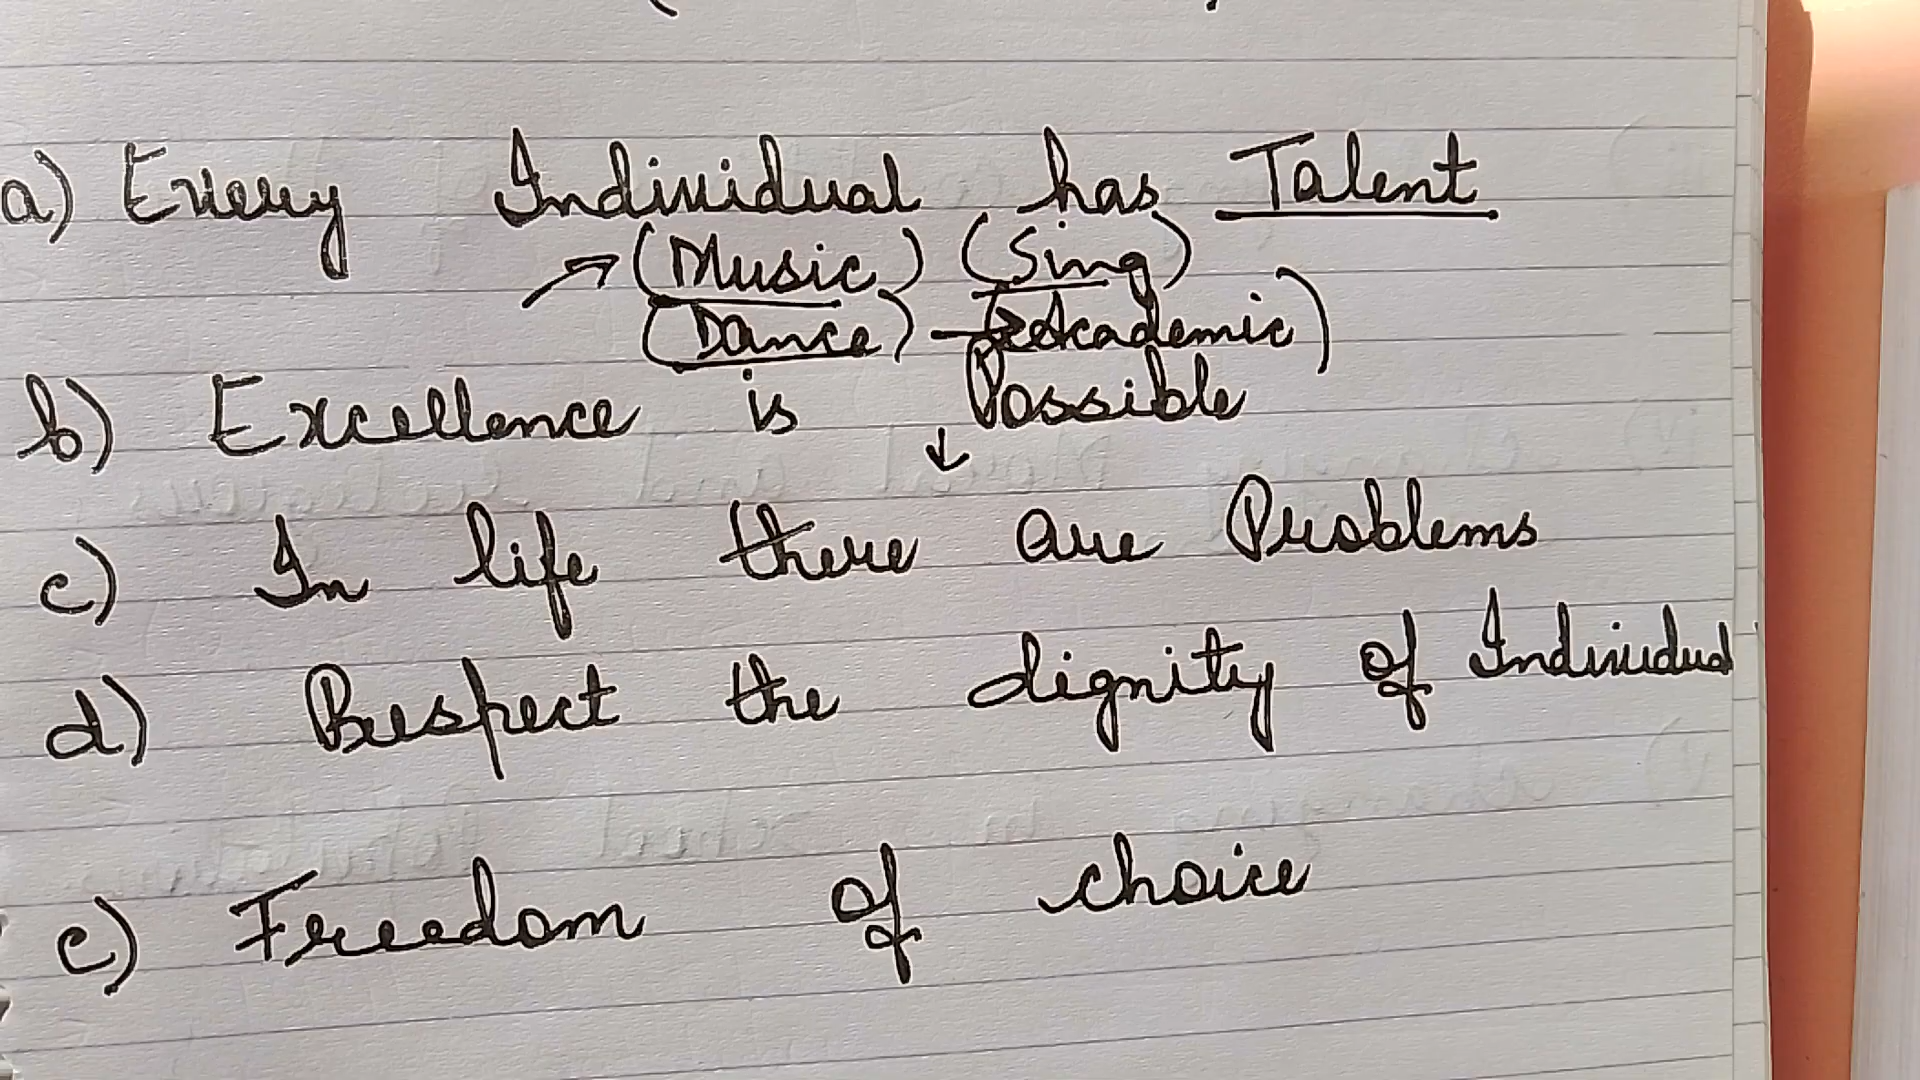 a) Every Individual has Talent
→ (Music) (Sing)
(Dance) → (Academic)
b) Excellence is Possible
↓
c) In life there are Problems
d) Respect the dignity of Individual
e) Freedom of choice